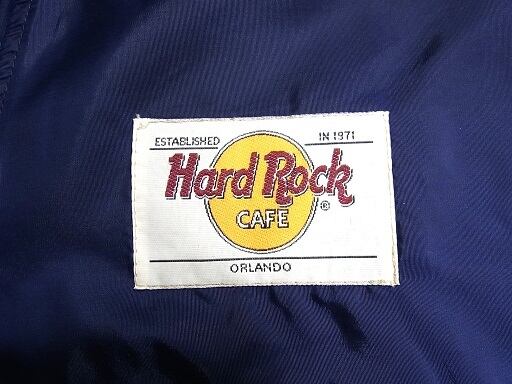 ESTABLISHED IN 1971
Hard Rock
CAFE ®
ORLANDO